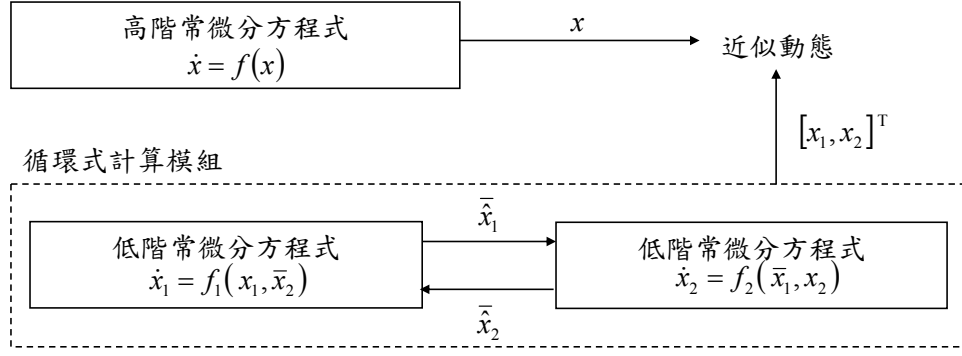 高階常微分方程式
ẋ = f(x)
x
近似動態
[x₁, x₂]ᵀ
循環式計算模組
低階常微分方程式
ẋ₁ = f₁(x₁, x̄₂)
x̂̄₁
x̂̄₂
低階常微分方程式
ẋ₂ = f₂(x̄₁, x₂)